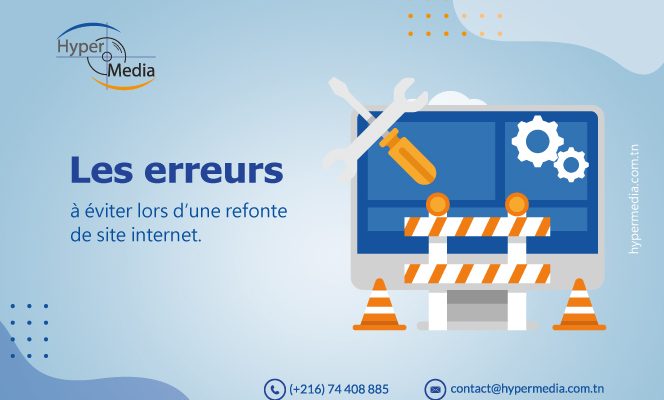 Hyper
Media
Les erreurs
à éviter lors d’une refonte
de site internet.
hypermedia.com.tn
(+216) 74 408 885
contact@hypermedia.com.tn